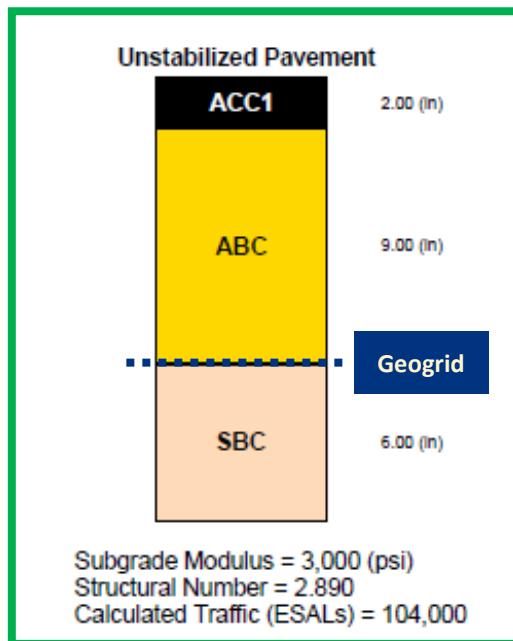 Unstabilized Pavement
ACC1 2.00 (in)
ABC 9.00 (in)
Geogrid
SBC 6.00 (in)
Subgrade Modulus = 3,000 (psi)
Structural Number = 2.890
Calculated Traffic (ESALs) = 104,000